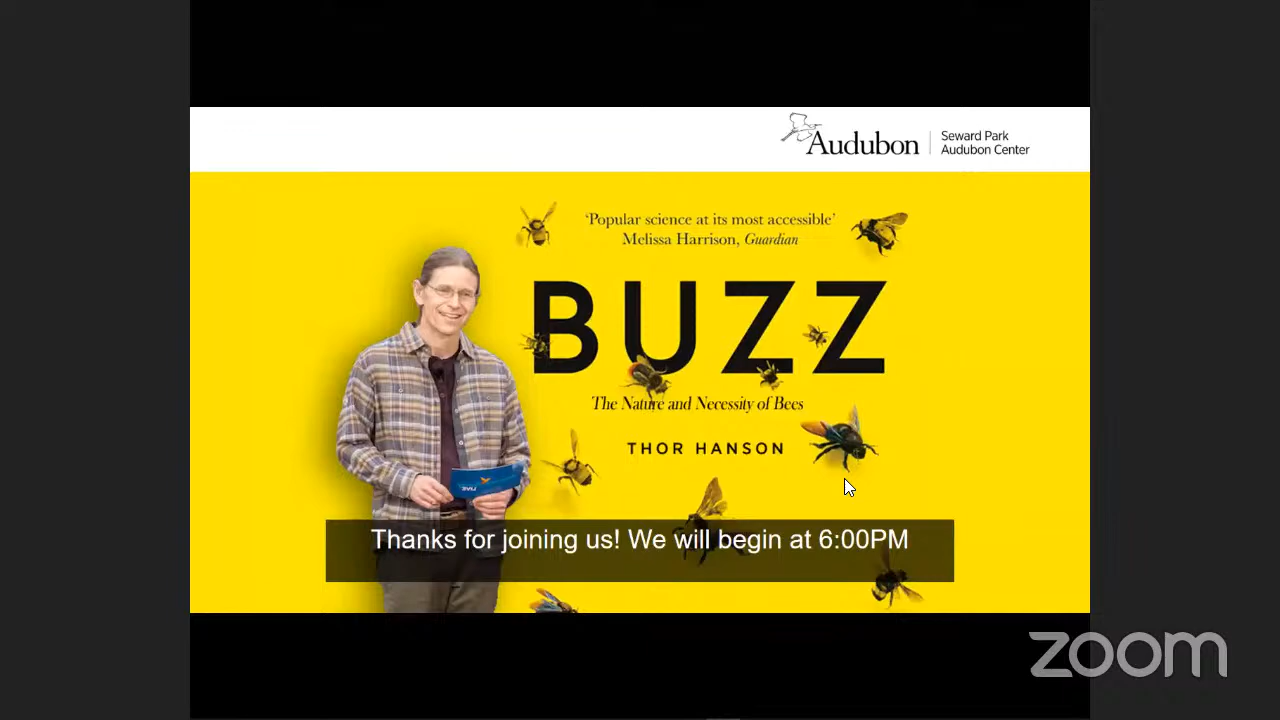 Audubon
Seward Park
Audubon Center
‘Popular science at its most accessible’
Melissa Harrison, Guardian
BUZZ
The Nature and Necessity of Bees
THOR HANSON
Thanks for joining us! We will begin at 6:00PM
zoom